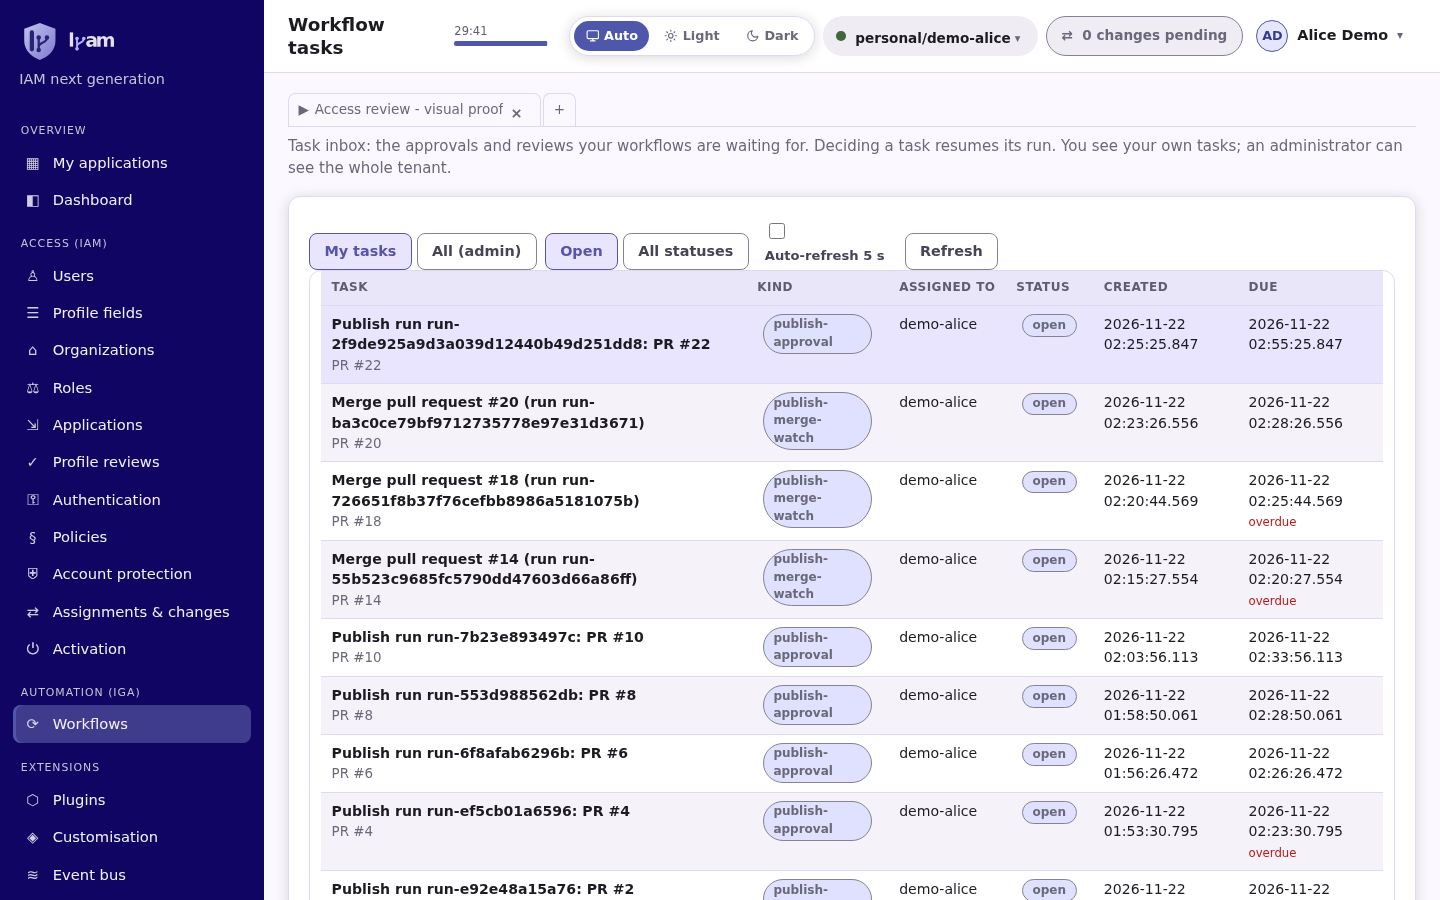 lyam
IAM next generation
OVERVIEW
My applications
Dashboard
ACCESS (IAM)
Users
Profile fields
Organizations
Roles
Applications
Profile reviews
Authentication
§ Policies
Account protection
Assignments & changes
Activation
AUTOMATION (IGA)
Workflows
EXTENSIONS
Plugins
Customisation
Event bus
Workflow tasks
29:41
Auto
Light
Dark
personal/demo-alice ▾
⇄ 0 changes pending
AD Alice Demo ▾
▶ Access review - visual proof ×
+
Task inbox: the approvals and reviews your workflows are waiting for. Deciding a task resumes its run. You see your own tasks; an administrator can
see the whole tenant.
My tasks
All (admin)
Open
All statuses
Auto-refresh 5 s
Refresh
TASK KIND ASSIGNED TO STATUS CREATED DUE
Publish run run-
2f9de925a9d3a039d12440b49d251dd8: PR #22
PR #22
publish-
approval
demo-alice
open
2026-11-22
02:25:25.847
2026-11-22
02:55:25.847
Merge pull request #20 (run run-
ba3c0ce79bf9712735778e97e31d3671)
PR #20
publish-
merge-
watch
demo-alice
open
2026-11-22
02:23:26.556
2026-11-22
02:28:26.556
Merge pull request #18 (run run-
726651f8b37f76cefbb8986a5181075b)
PR #18
publish-
merge-
watch
demo-alice
open
2026-11-22
02:20:44.569
2026-11-22
02:25:44.569
overdue
Merge pull request #14 (run run-
55b523c9685fc5790dd47603d66a86ff)
PR #14
publish-
merge-
watch
demo-alice
open
2026-11-22
02:15:27.554
2026-11-22
02:20:27.554
overdue
Publish run run-7b23e893497c: PR #10
PR #10
publish-
approval
demo-alice
open
2026-11-22
02:03:56.113
2026-11-22
02:33:56.113
Publish run run-553d988562db: PR #8
PR #8
publish-
approval
demo-alice
open
2026-11-22
01:58:50.061
2026-11-22
02:28:50.061
Publish run run-6f8afab6296b: PR #6
PR #6
publish-
approval
demo-alice
open
2026-11-22
01:56:26.472
2026-11-22
02:26:26.472
Publish run run-ef5cb01a6596: PR #4
PR #4
publish-
approval
demo-alice
open
2026-11-22
01:53:30.795
2026-11-22
02:23:30.795
overdue
Publish run run-e92e48a15a76: PR #2
publish-
demo-alice
open
2026-11-22
2026-11-22